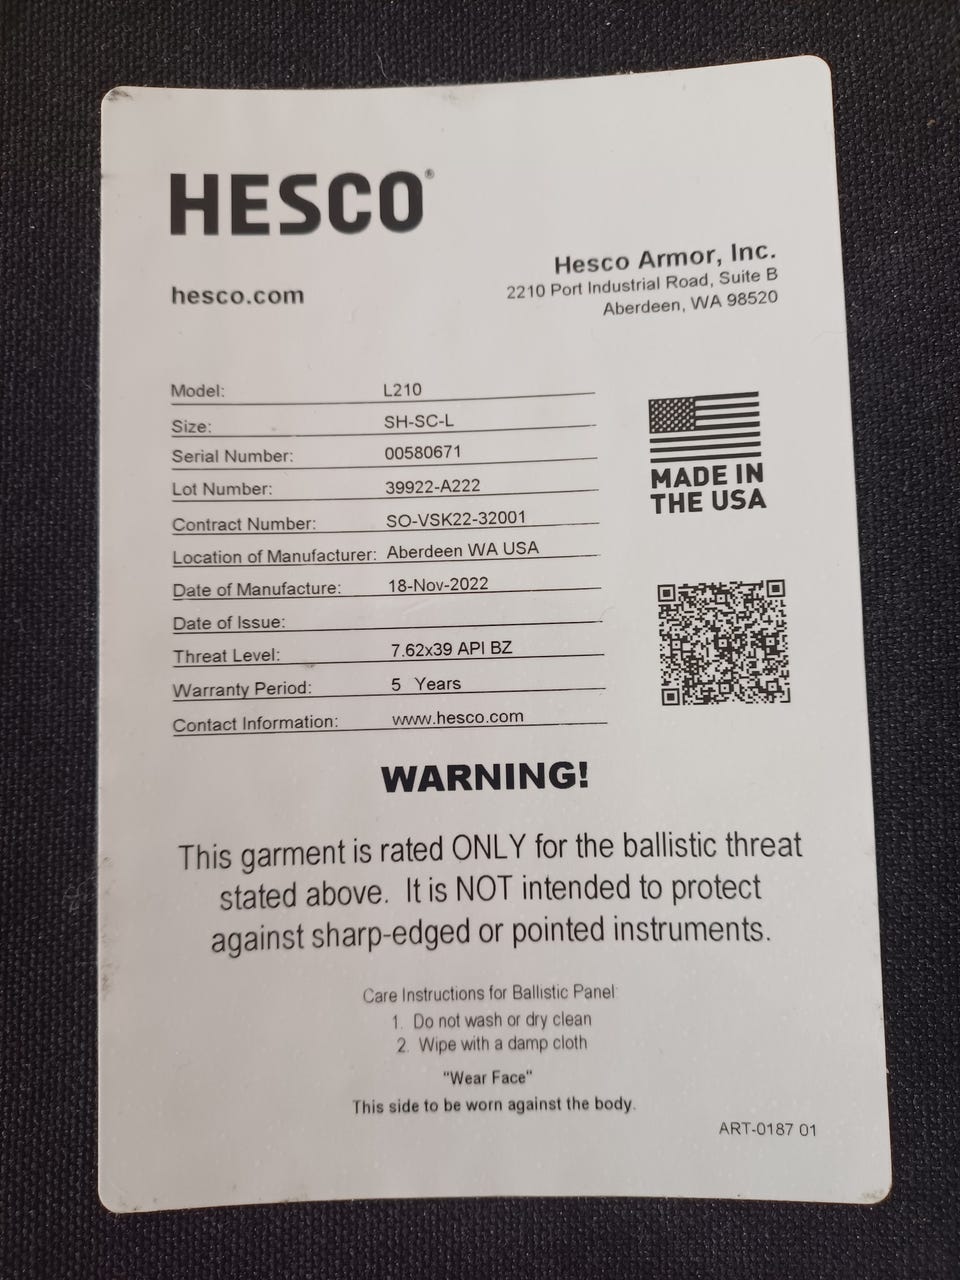 HESCO®
hesco.com
Hesco Armor, Inc.
2210 Port Industrial Road, Suite B
Aberdeen, WA 98520
Model: L210
Size: SH-SC-L
Serial Number: 00580671
Lot Number: 39922-A222
Contract Number: SO-VSK22-32001
Location of Manufacturer: Aberdeen WA USA
Date of Manufacture: 18-Nov-2022
Date of Issue:
Threat Level: 7.62x39 API BZ
Warranty Period: 5 Years
Contact Information: www.hesco.com
MADE IN
THE USA
WARNING!
This garment is rated ONLY for the ballistic threat
stated above. It is NOT intended to protect
against sharp-edged or pointed instruments.
Care Instructions for Ballistic Panel:
1. Do not wash or dry clean
2. Wipe with a damp cloth
"Wear Face"
This side to be worn against the body.
ART-0187 01